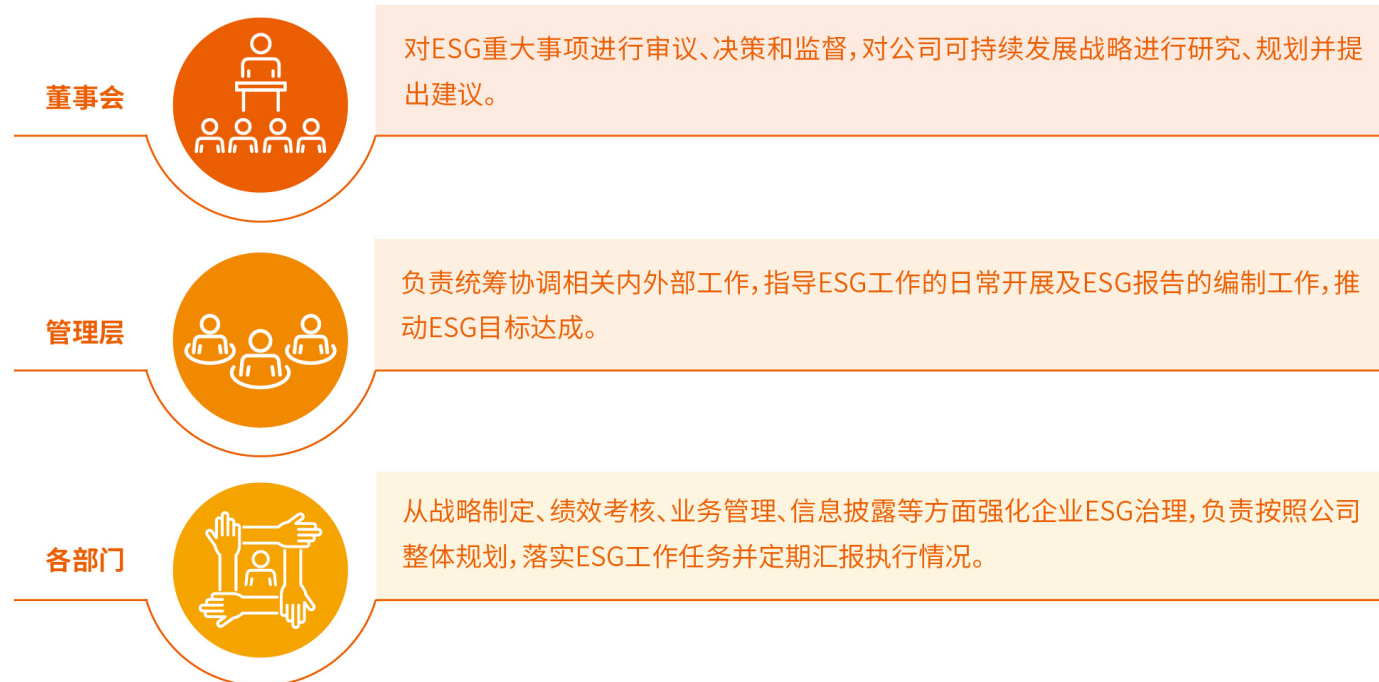 董事会
对ESG重大事项进行审议、决策和监督,对公司可持续发展战略进行研究、规划并提
出建议。
管理层
负责统筹协调相关内外部工作,指导ESG工作的日常开展及ESG报告的编制工作,推
动ESG目标达成。
各部门
从战略制定、绩效考核、业务管理、信息披露等方面强化企业ESG治理,负责按照公司
整体规划,落实ESG工作任务并定期汇报执行情况。